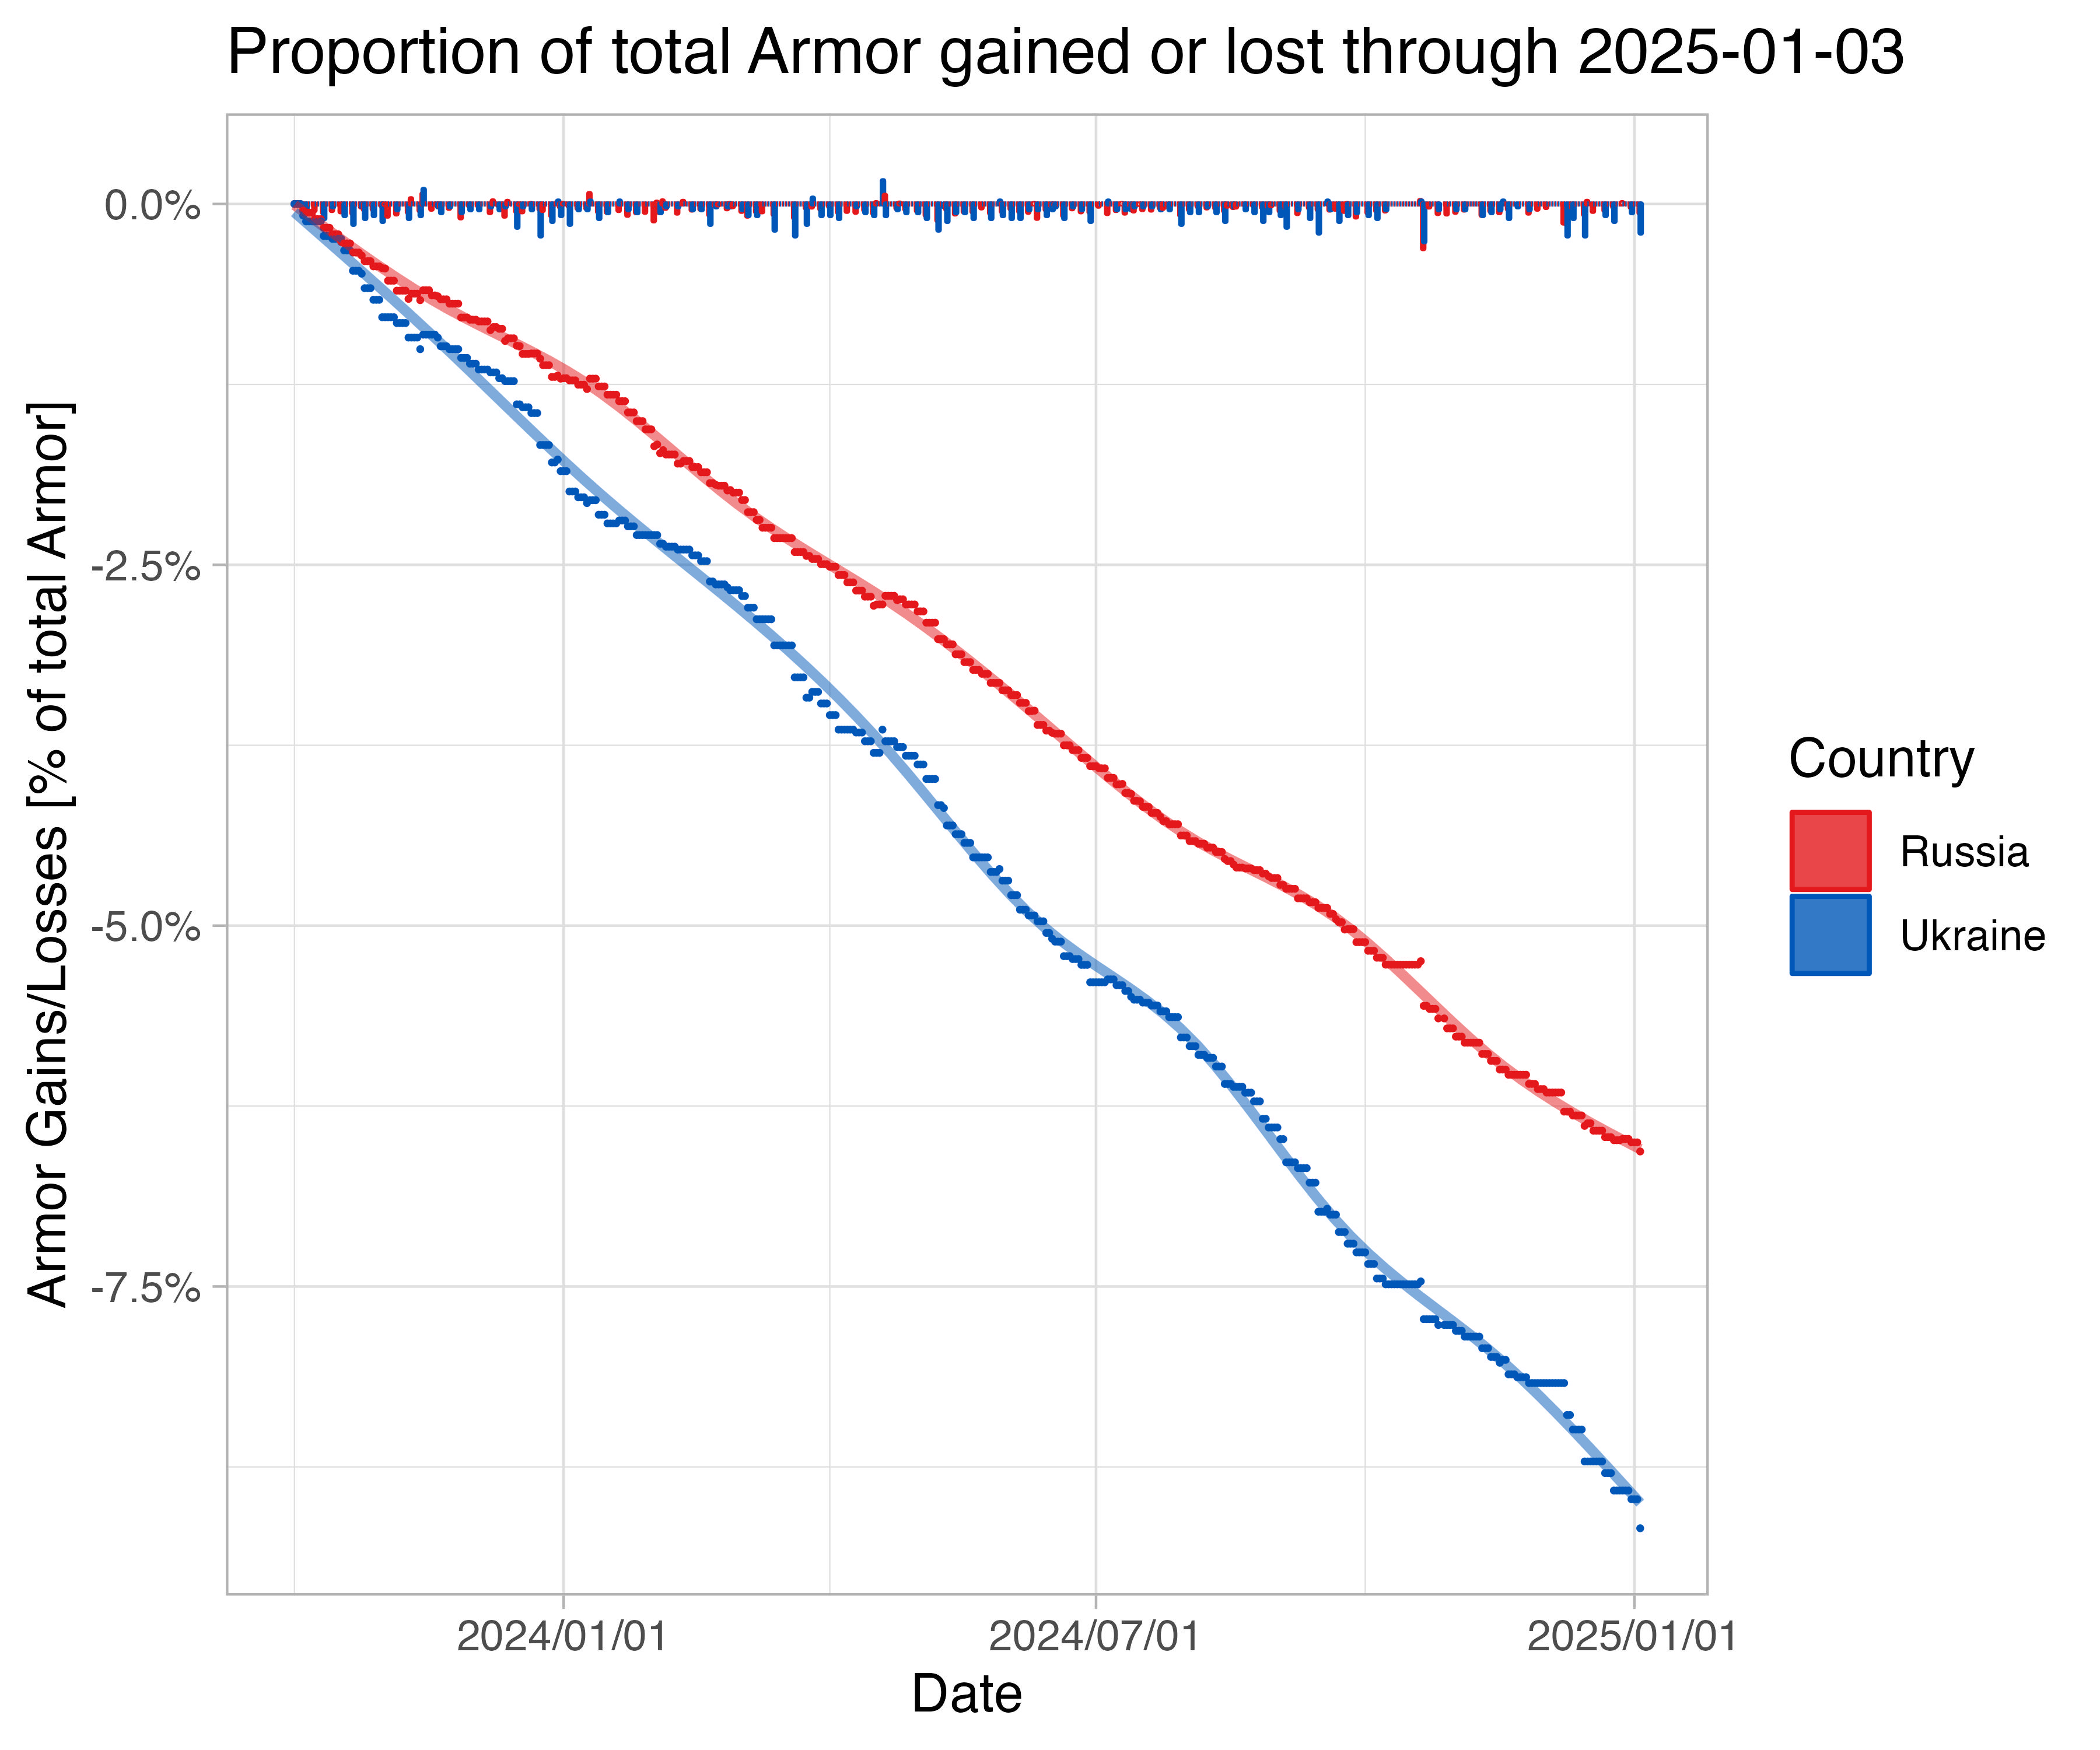 Proportion of total Armor gained or lost through 2025-01-03
Armor Gains/Losses [% of total Armor]
0.0%
-2.5%
-5.0%
-7.5%
2024/01/01
2024/07/01
2025/01/01
Date
Country
Russia
Ukraine